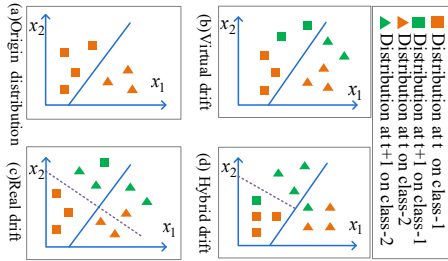 (a)Origin distribution
x2
x1
(b)Virtual drift
x2
x1
(c)Real drift
x2
x1
(d) Hybrid drift
x2
x1
Distribution at t on class-1
Distribution at t+1 on class-1
Distribution at t on class-2
Distribution at t+1 on class-2